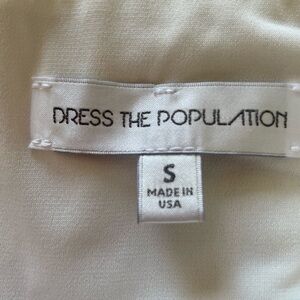 DRESS THE POPULATION
S
MADE IN
USA